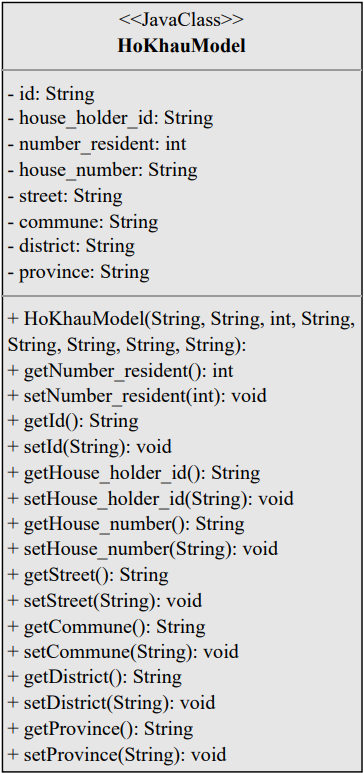 <<JavaClass>>
HoKhauModel
- id: String
- house_holder_id: String
- number_resident: int
- house_number: String
- street: String
- commune: String
- district: String
- province: String
+ HoKhauModel(String, String, int, String,
String, String, String, String):
+ getNumber_resident(): int
+ setNumber_resident(int): void
+ getId(): String
+ setId(String): void
+ getHouse_holder_id(): String
+ setHouse_holder_id(String): void
+ getHouse_number(): String
+ setHouse_number(String): void
+ getStreet(): String
+ setStreet(String): void
+ getCommune(): String
+ setCommune(String): void
+ getDistrict(): String
+ setDistrict(String): void
+ getProvince(): String
+ setProvince(String): void